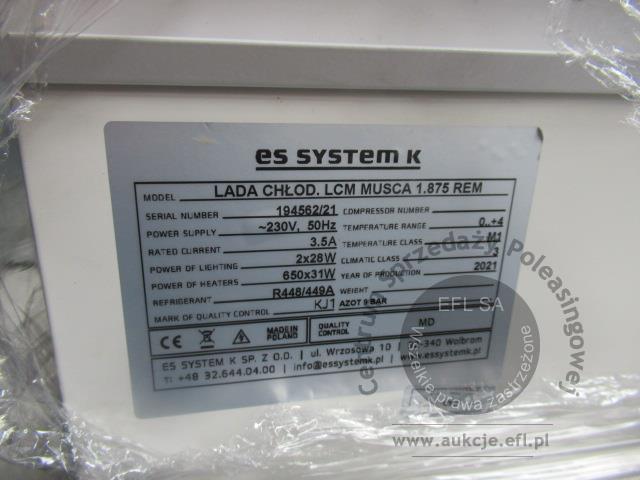 es system k
MODEL LADA CHŁOD. LCM MUSCA 1.875 REM
SERIAL NUMBER 194562/21 COMPRESSOR NUMBER
POWER SUPPLY ~230V, 50Hz TEMPERATURE RANGE 0..+4
RATED CURRENT 3.5A TEMPERATURE CLASS M1
POWER OF LIGHTING 2x28W CLIMATIC CLASS 3
POWER OF HEATERS 650x31W YEAR OF PRODUCTION 2021
REFRIGERANT R448/449A WEIGHT
MARK OF QUALITY CONTROL KJ1 AZOT 9 BAR
CE MADE IN POLAND QUALITY CONTROL MD
ES SYSTEM K SP. Z O.O. | ul. Wrzosowa 10 | -340 Wolbrom
T: +48 32.644.04.00 | info@essystemk.pl | www.essystemk.pl
Centrum Sprzedaży Poleasingowej
EFL SA
wszelkie prawa zastrzeżone
www.aukcje.efl.pl